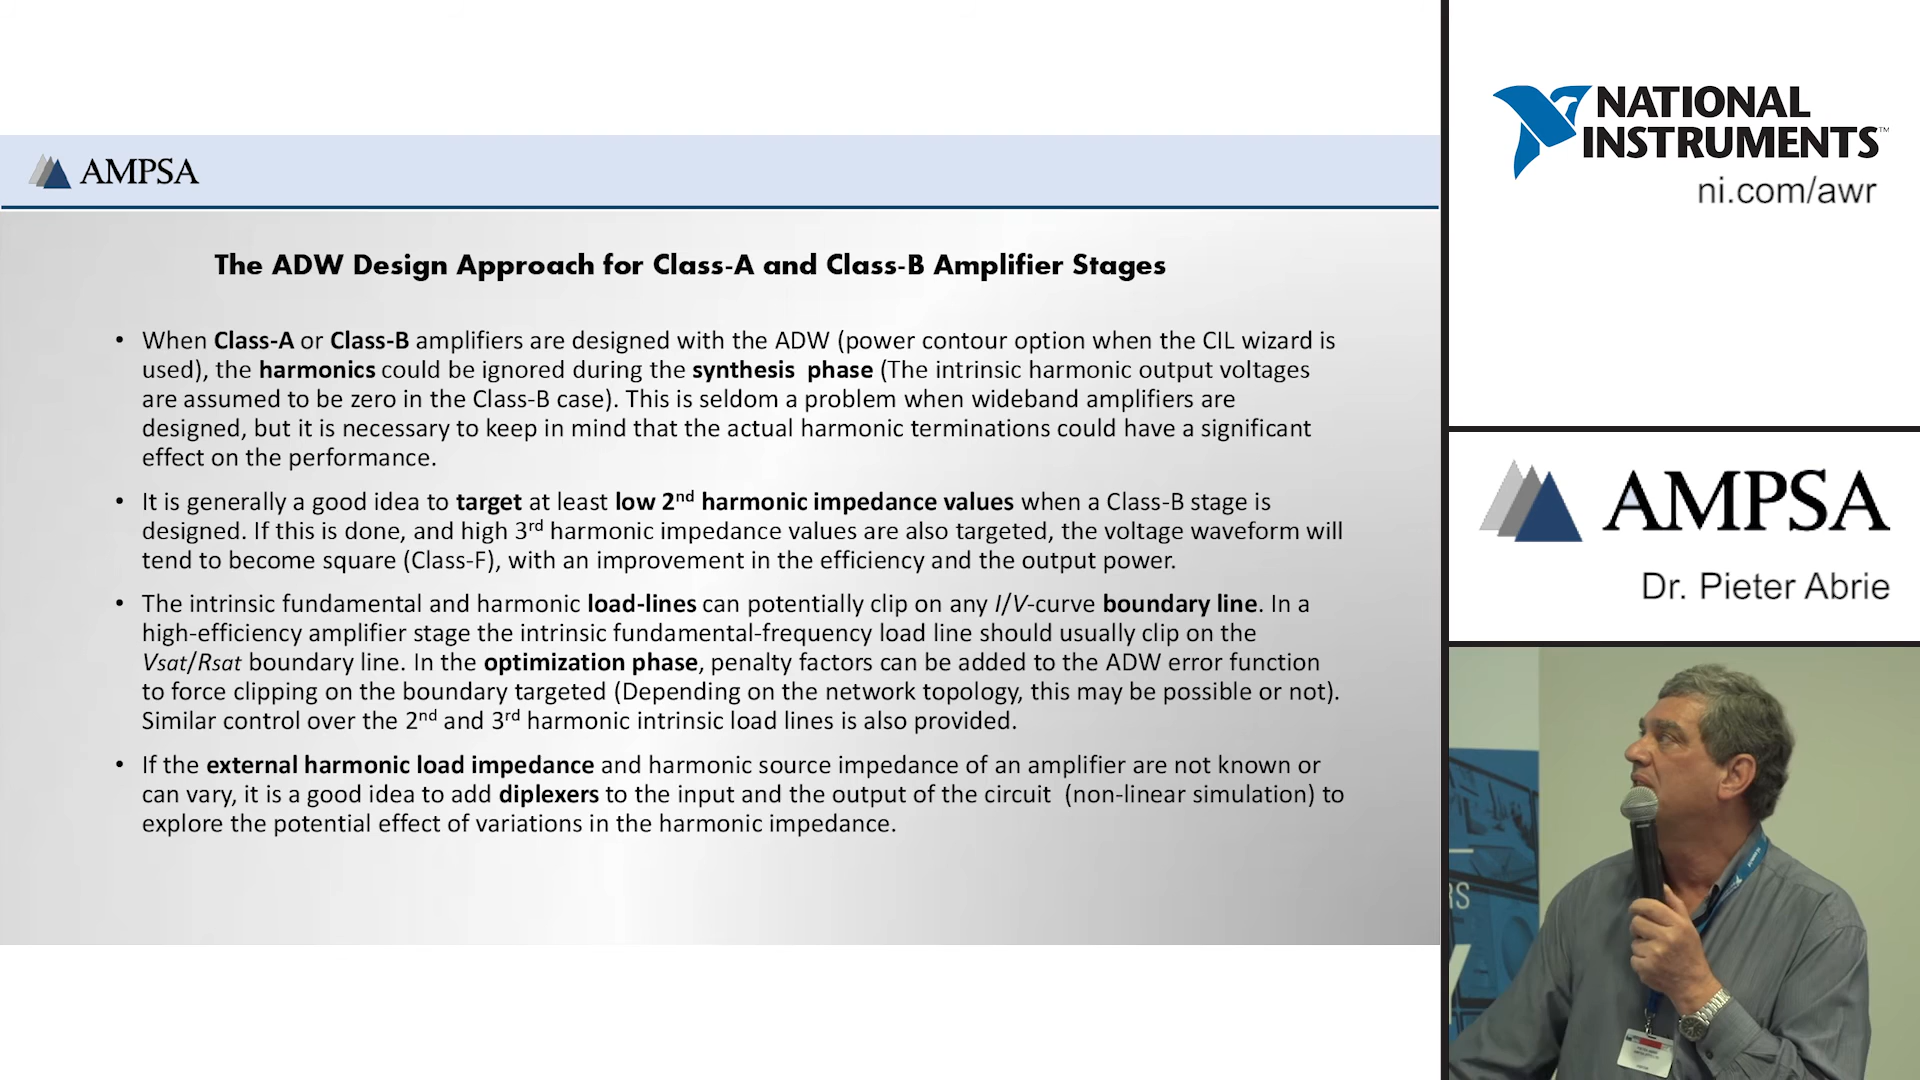 AMPSA
The ADW Design Approach for Class-A and Class-B Amplifier Stages
• When Class-A or Class-B amplifiers are designed with the ADW (power contour option when the CIL wizard is
used), the harmonics could be ignored during the synthesis phase (The intrinsic harmonic output voltages
are assumed to be zero in the Class-B case). This is seldom a problem when wideband amplifiers are
designed, but it is necessary to keep in mind that the actual harmonic terminations could have a significant
effect on the performance.
• It is generally a good idea to target at least low 2nd harmonic impedance values when a Class-B stage is
designed. If this is done, and high 3rd harmonic impedance values are also targeted, the voltage waveform will
tend to become square (Class-F), with an improvement in the efficiency and the output power.
• The intrinsic fundamental and harmonic load-lines can potentially clip on any I/V-curve boundary line. In a
high-efficiency amplifier stage the intrinsic fundamental-frequency load line should usually clip on the
Vsat/Rsat boundary line. In the optimization phase, penalty factors can be added to the ADW error function
to force clipping on the boundary targeted (Depending on the network topology, this may be possible or not).
Similar control over the 2nd and 3rd harmonic intrinsic load lines is also provided.
• If the external harmonic load impedance and harmonic source impedance of an amplifier are not known or
can vary, it is a good idea to add diplexers to the input and the output of the circuit (non-linear simulation) to
explore the potential effect of variations in the harmonic impedance.
NATIONAL
INSTRUMENTS™
ni.com/awr
AMPSA
Dr. Pieter Abrie
RS